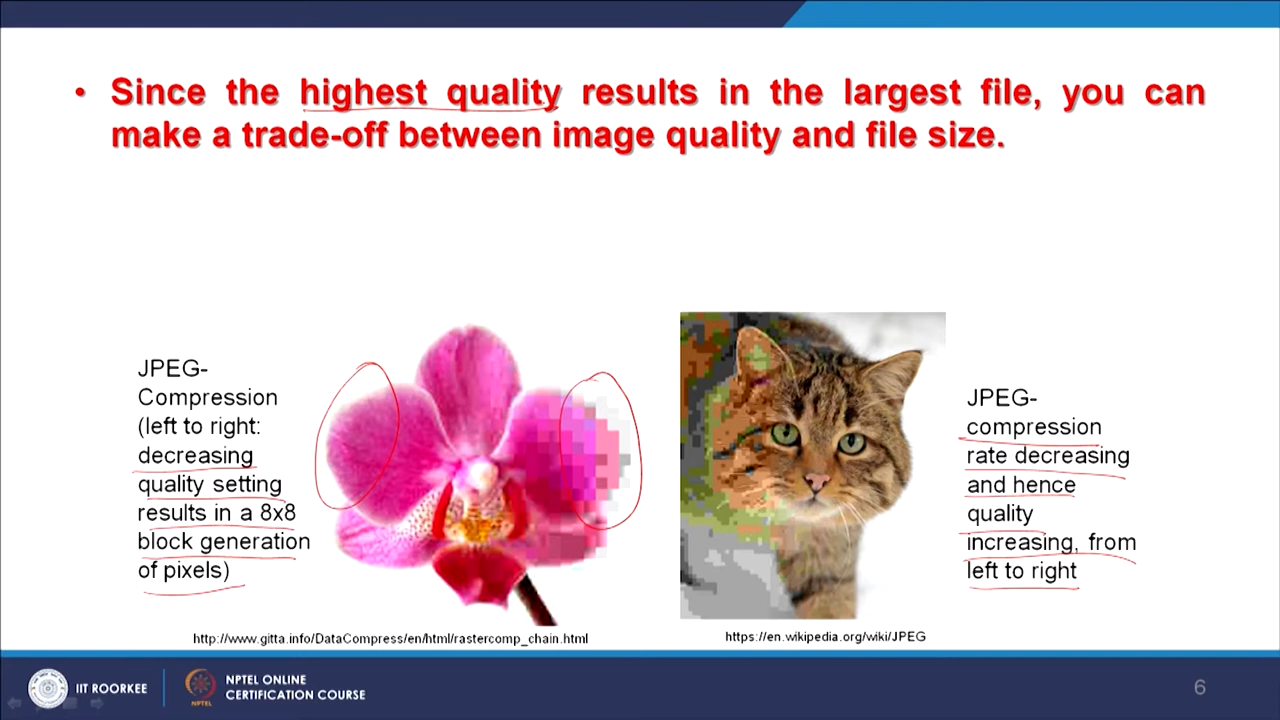 • Since the highest quality results in the largest file, you can
make a trade-off between image quality and file size.
JPEG-
Compression
(left to right:
decreasing
quality setting
results in a 8x8
block generation
of pixels)
JPEG-
compression
rate decreasing
and hence
quality
increasing, from
left to right
http://www.gitta.info/DataCompress/en/html/rastercomp_chain.html
https://en.wikipedia.org/wiki/JPEG
IIT ROORKEE
NPTEL
NPTEL ONLINE
CERTIFICATION COURSE
6